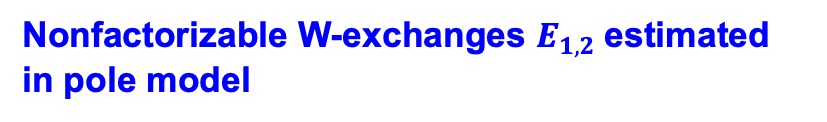 Nonfactorizable W-exchanges E₁,₂ estimated
in pole model